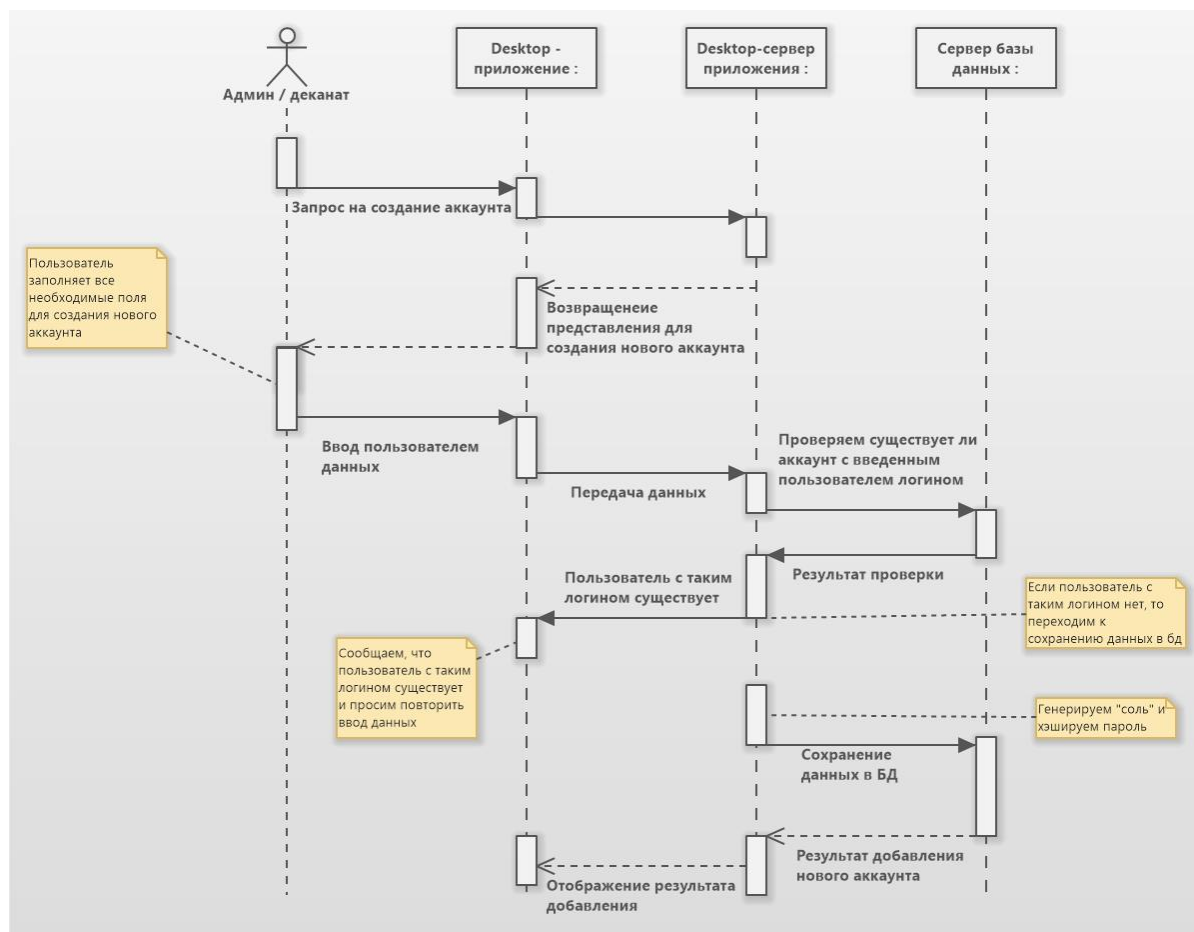 Админ / деканат
Desktop -
приложение :
Desktop-сервер
приложения :
Сервер базы
данных :
Запрос на создание аккаунта
Пользователь
заполняет все
необходимые поля
для создания нового
аккаунта
Возвращенеие
представления для
создания нового аккаунта
Ввод пользователем
данных
Передача данных
Проверяем существует ли
аккаунт с введенным
пользователем логином
Результат проверки
Пользователь с таким
логином существует
Если пользователь с
таким логином нет, то
переходим к
сохранению данных в бд
Сообщаем, что
пользователь с таким
логином существует
и просим повторить
ввод данных
Генерируем "соль" и
хэшируем пароль
Сохранение
данных в БД
Результат добавления
нового аккаунта
Отображение результата
добавления